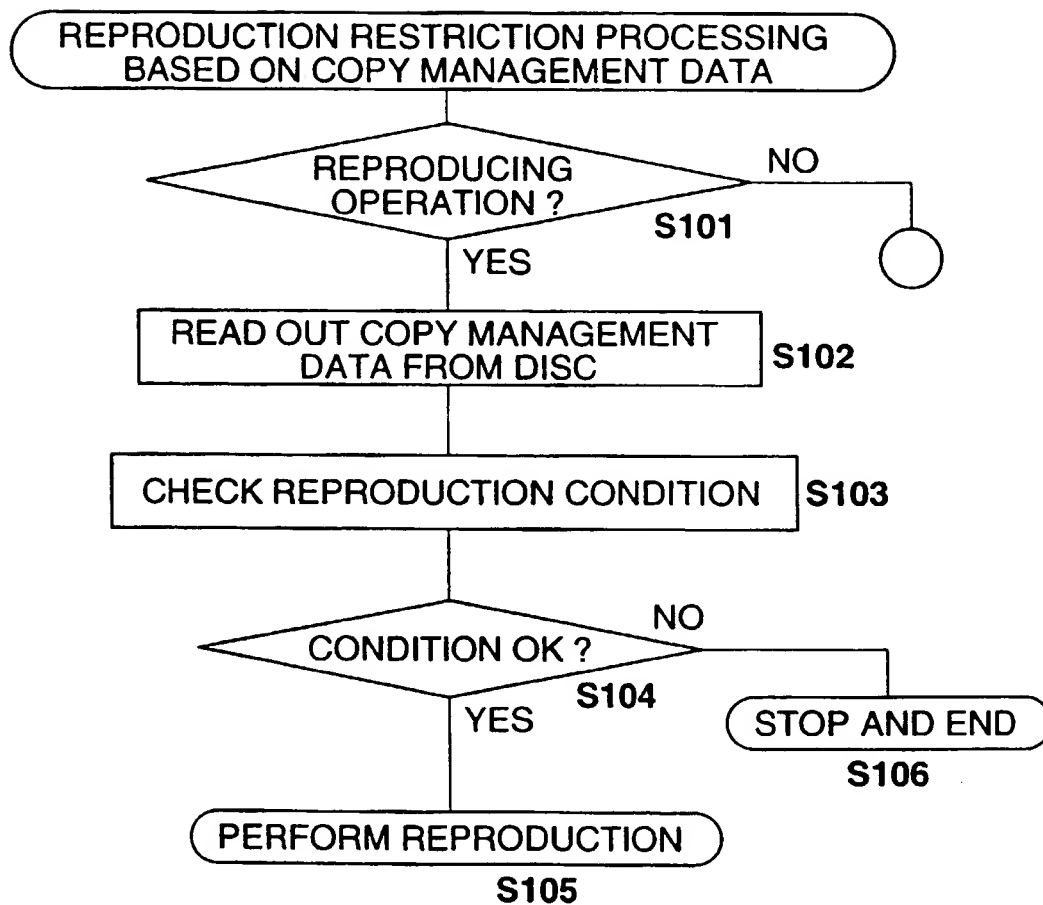 REPRODUCTION RESTRICTION PROCESSING
BASED ON COPY MANAGEMENT DATA
REPRODUCING
OPERATION ?
NO
S101
YES
READ OUT COPY MANAGEMENT
DATA FROM DISC
S102
CHECK REPRODUCTION CONDITION
S103
CONDITION OK ?
NO
S104
YES
STOP AND END
S106
PERFORM REPRODUCTION
S105